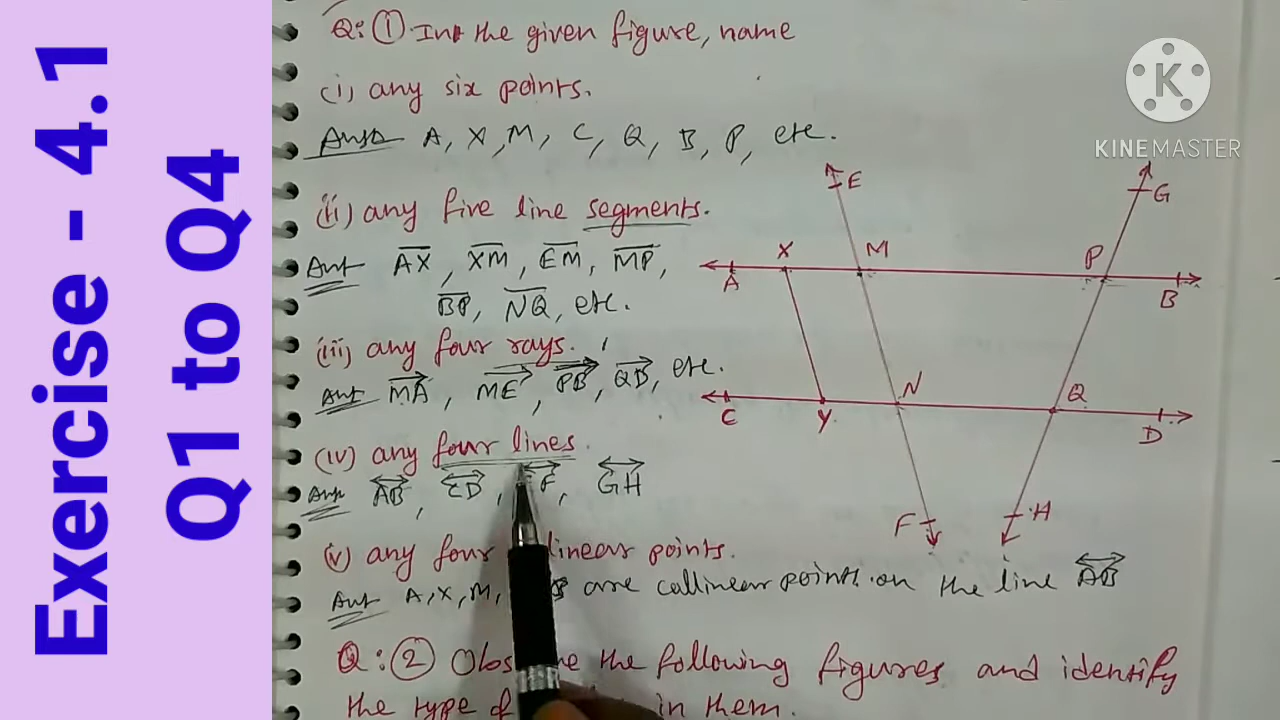 Exercise - 4.1
Q1 to Q4
Q: ① In the given figure, name
(i) any six points.
Ans A, X, M, C, Q, B, P, etc.
(ii) any five line segments.
Ans AX, XM, EM, MP,
BP, NQ, etc.
(iii) any four rays.
Ans MA, ME, PB, QD, etc.
(iv) any four lines.
Ans AB, CD, EF, GH
(v) any four linear points.
Ans A, X, M, are collinear points on the line AB
Q: ② the following figures and identify
the type of in them.
K
KINEMASTER
E
G
X
M
P
A
B
N
Q
C
Y
D
F
H